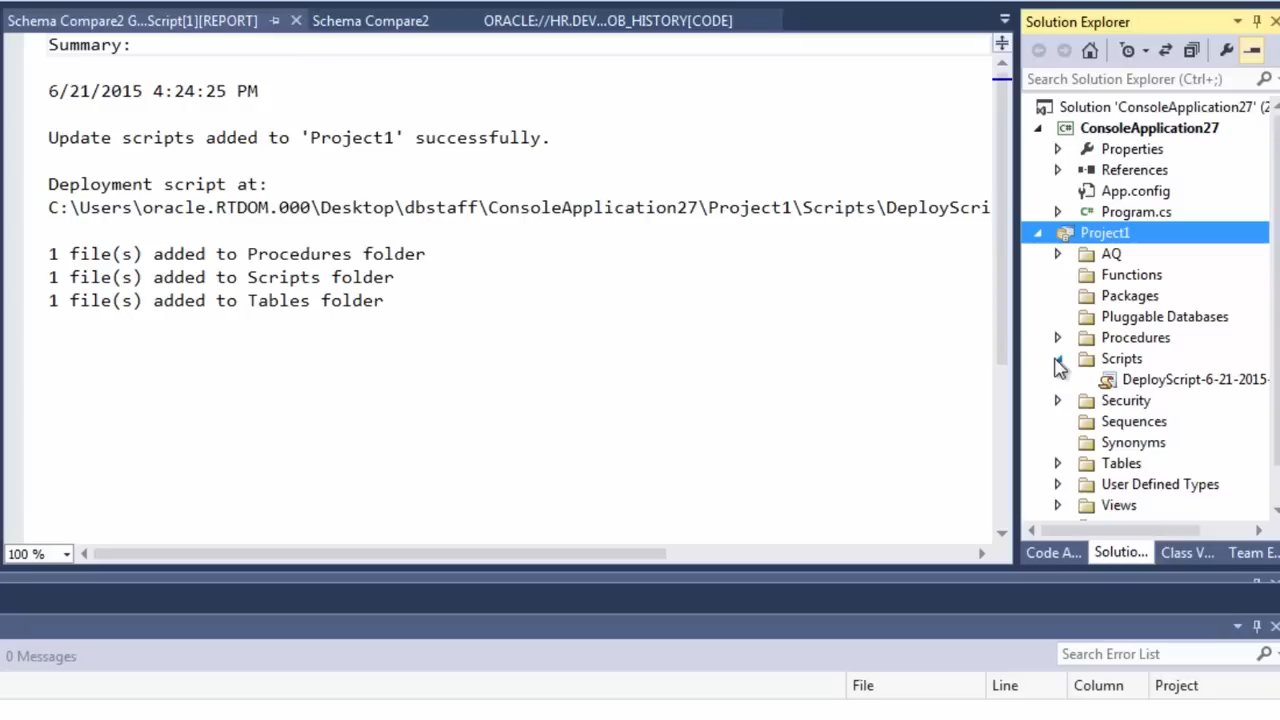 Schema Compare2 G...Script[1][REPORT]
Schema Compare2
ORACLE://HR.DEV...OB_HISTORY[CODE]
Summary:
6/21/2015 4:24:25 PM
Update scripts added to 'Project1' successfully.
Deployment script at:
C:\Users\oracle.RTDOM.000\Desktop\dbstaff\ConsoleApplication27\Project1\Scripts\DeployScri
1 file(s) added to Procedures folder
1 file(s) added to Scripts folder
1 file(s) added to Tables folder
100 %
Solution Explorer
Search Solution Explorer (Ctrl+;)
Solution 'ConsoleApplication27' (2
ConsoleApplication27
Properties
References
App.config
Program.cs
Project1
AQ
Functions
Packages
Pluggable Databases
Procedures
Scripts
DeployScript-6-21-2015-
Security
Sequences
Synonyms
Tables
User Defined Types
Views
Code A...
Solutio...
Class V...
Team E...
0 Messages
Search Error List
File
Line
Column
Project